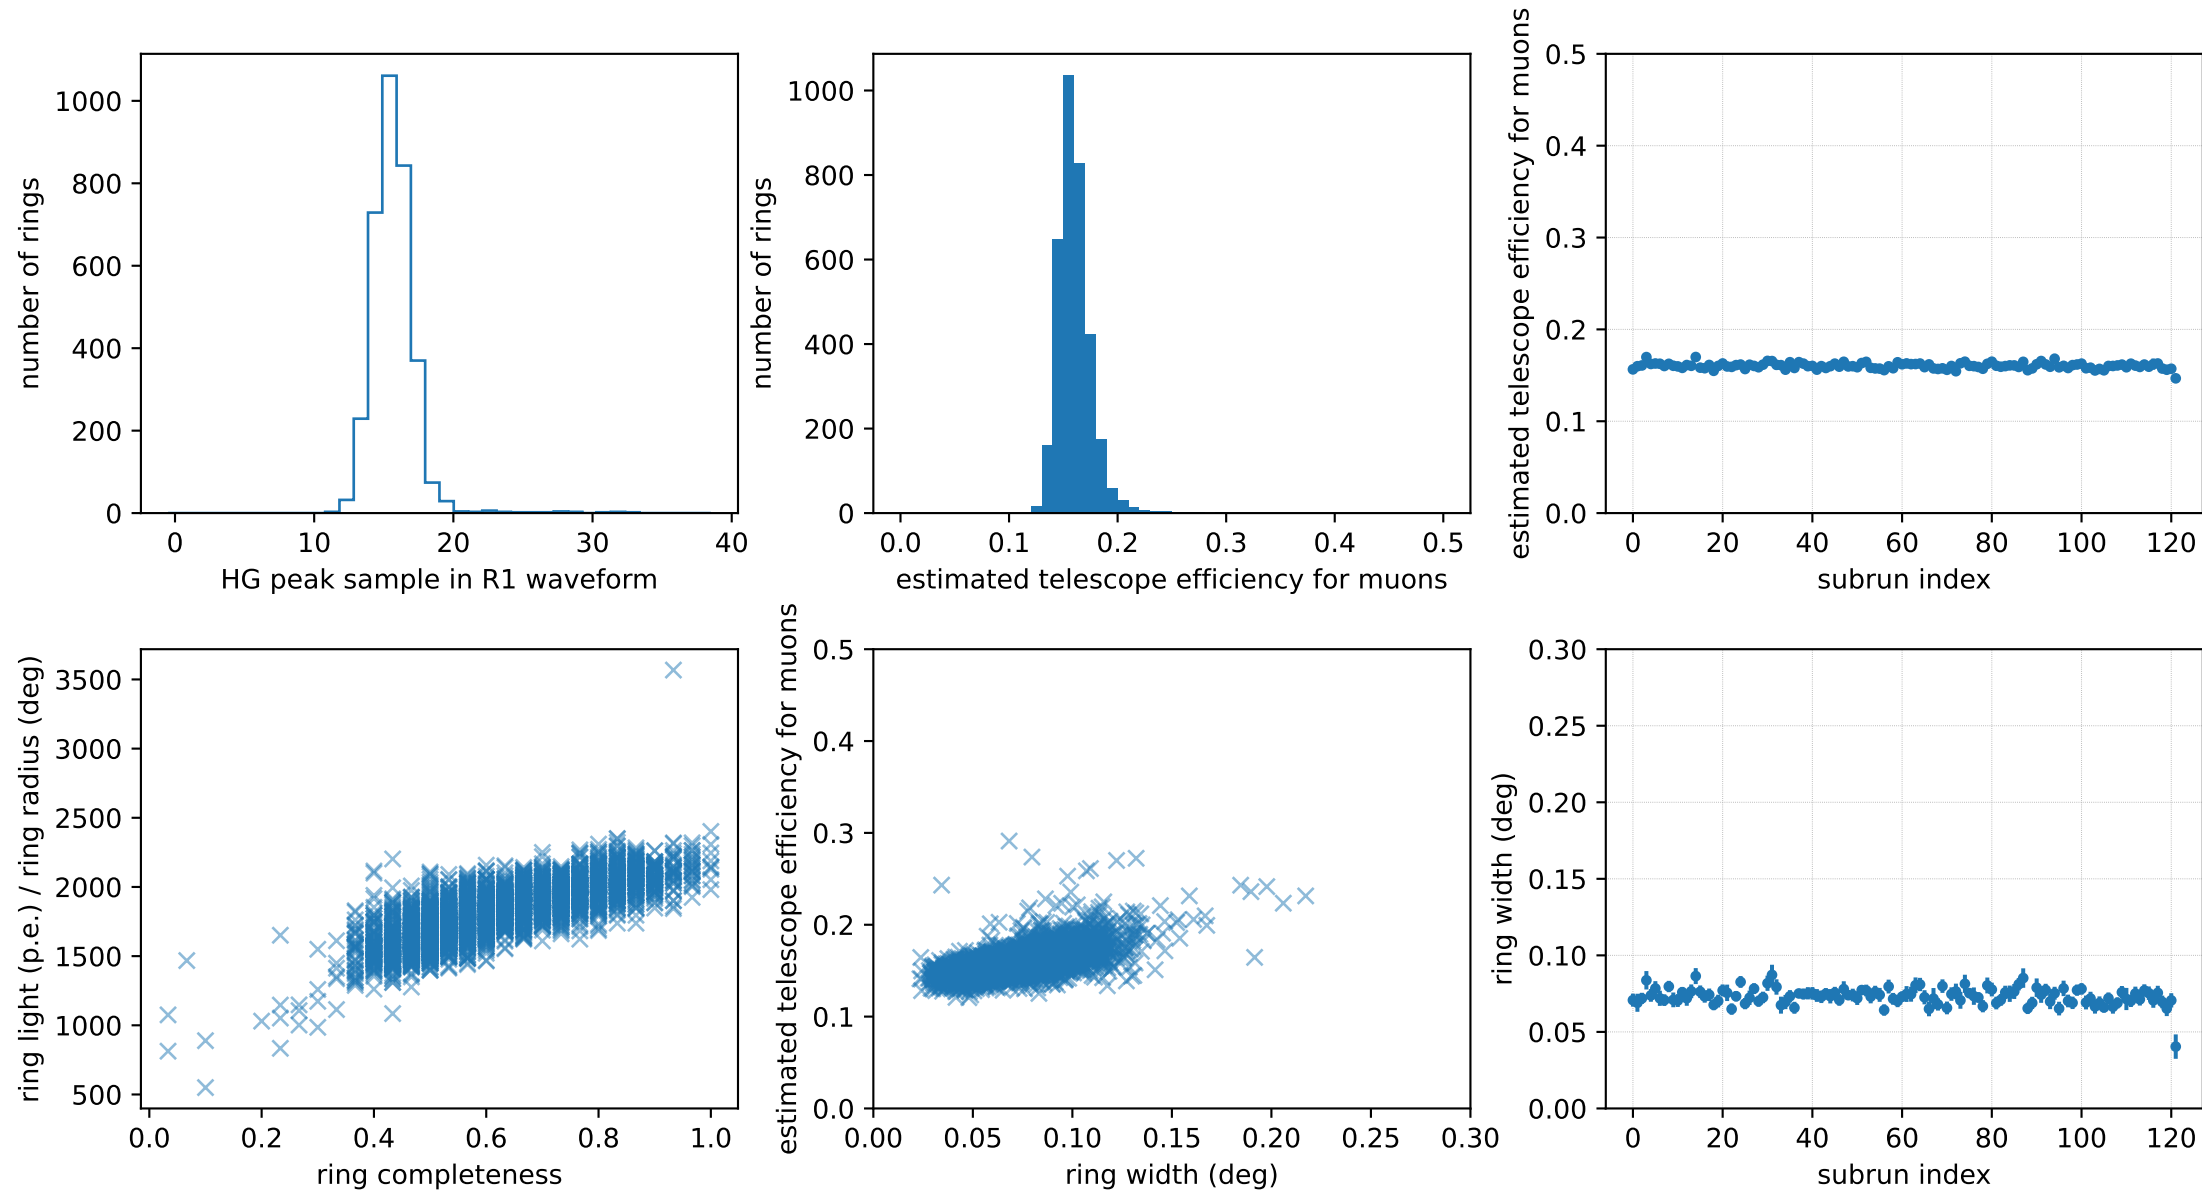 number of rings
1000
800
600
400
200
0
0 10 20 30 40
HG peak sample in R1 waveform
number of rings
1000
800
600
400
200
0
0.0 0.1 0.2 0.3 0.4 0.5
estimated telescope efficiency for muons
estimated telescope efficiency for muons
0.5
0.4
0.3
0.2
0.1
0.0
0 20 40 60 80 100 120
subrun index
ring light (p.e.) / ring radius (deg)
3500
3000
2500
2000
1500
1000
500
0.0 0.2 0.4 0.6 0.8 1.0
ring completeness
estimated telescope efficiency for muons
0.5
0.4
0.3
0.2
0.1
0.0
0.00 0.05 0.10 0.15 0.20 0.25 0.30
ring width (deg)
ring width (deg)
0.30
0.25
0.20
0.15
0.10
0.05
0.00
0 20 40 60 80 100 120
subrun index